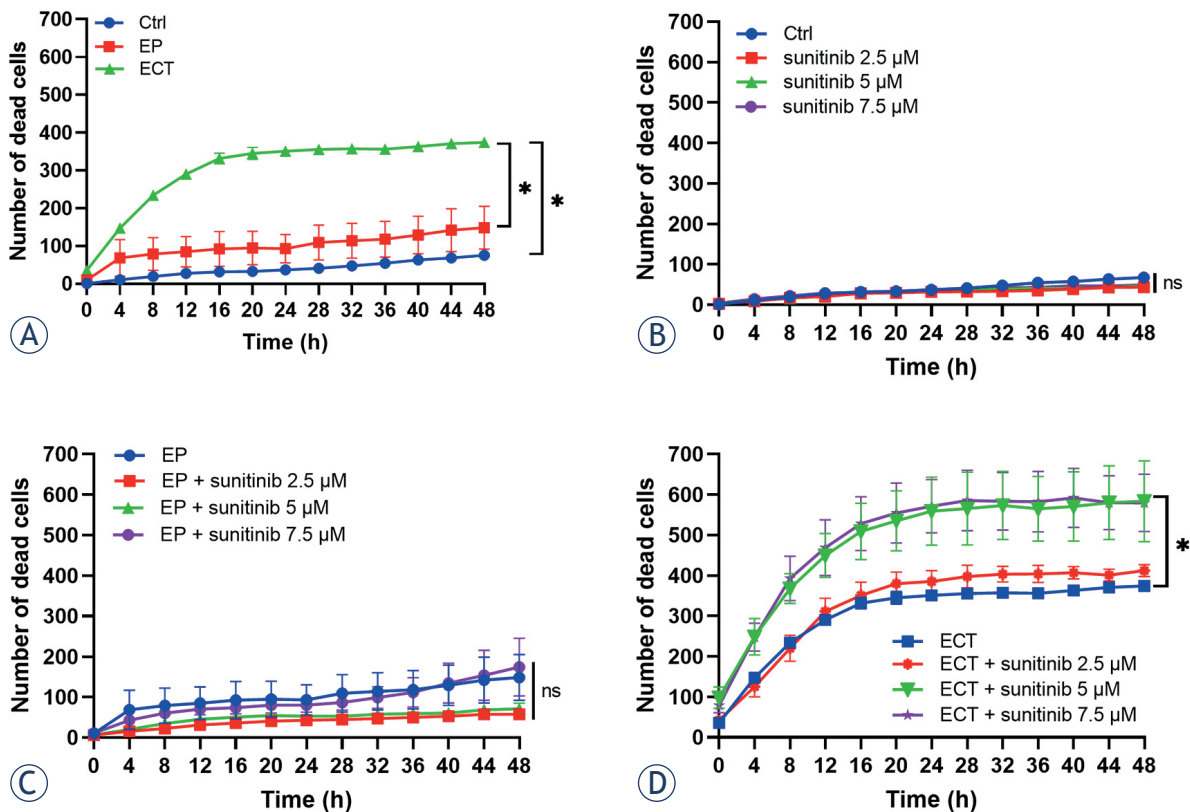 Number of dead cells
700
600
500
400
300
200
100
0
Ctrl
EP
ECT
*
*
0 4 8 12 16 20 24 28 32 36 40 44 48
Time (h)
A
Number of dead cells
700
600
500
400
300
200
100
0
Ctrl
sunitinib 2.5 µM
sunitinib 5 µM
sunitinib 7.5 µM
ns
0 4 8 12 16 20 24 28 32 36 40 44 48
Time (h)
B
Number of dead cells
700
600
500
400
300
200
100
0
EP
EP + sunitinib 2.5 µM
EP + sunitinib 5 µM
EP + sunitinib 7.5 µM
ns
0 4 8 12 16 20 24 28 32 36 40 44 48
Time (h)
C
Number of dead cells
700
600
500
400
300
200
100
0
*
ECT
ECT + sunitinib 2.5 µM
ECT + sunitinib 5 µM
ECT + sunitinib 7.5 µM
0 4 8 12 16 20 24 28 32 36 40 44 48
Time (h)
D